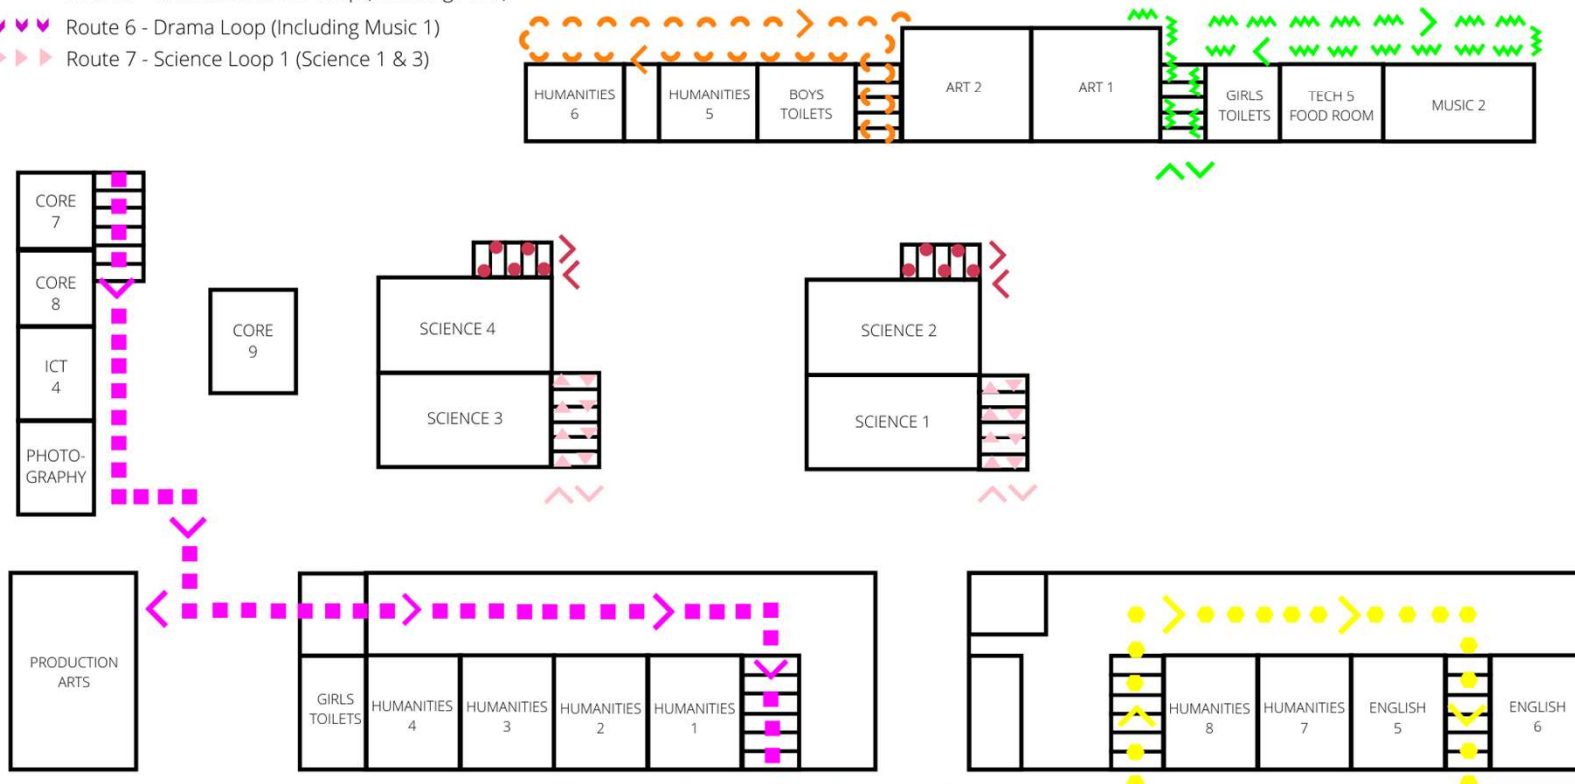 Route 6 - Drama Loop (Including Music 1)
Route 7 - Science Loop 1 (Science 1 & 3)
HUMANITIES
6
HUMANITIES
5
BOYS
TOILETS
ART 2
ART 1
GIRLS
TOILETS
TECH 5
FOOD ROOM
MUSIC 2
CORE
7
CORE
8
ICT
4
PHOTO-
GRAPHY
CORE
9
SCIENCE 4
SCIENCE 3
SCIENCE 2
SCIENCE 1
PRODUCTION
ARTS
GIRLS
TOILETS
HUMANITIES
4
HUMANITIES
3
HUMANITIES
2
HUMANITIES
1
HUMANITIES
8
HUMANITIES
7
ENGLISH
5
ENGLISH
6